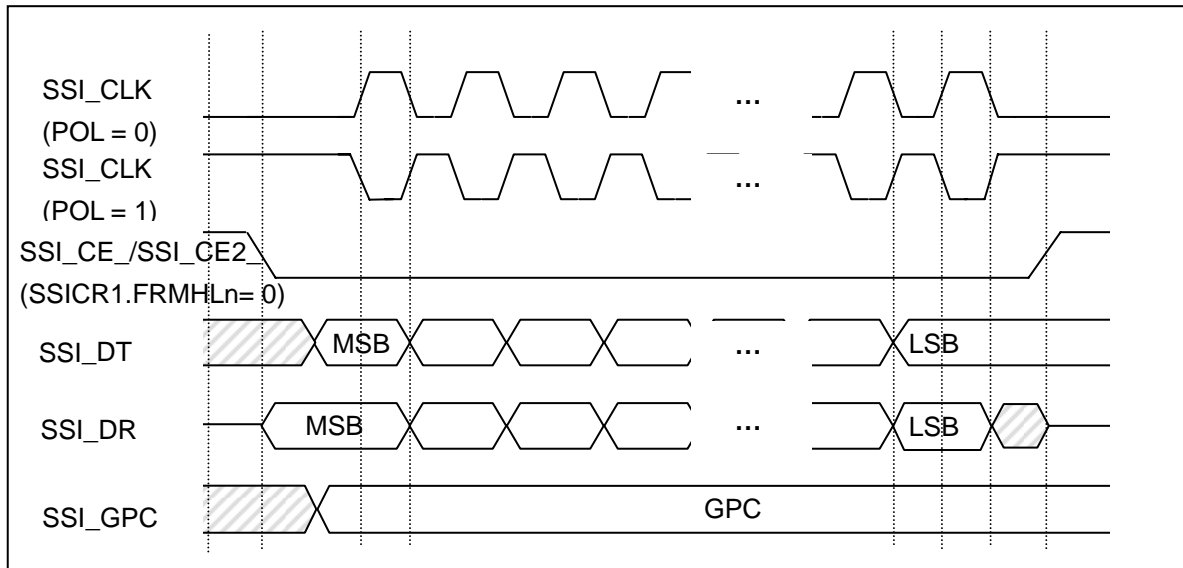 SSI_CLK
(POL = 0)
...
SSI_CLK
(POL = 1)
...
SSI_CE_/SSI_CE2_
(SSICR1.FRMHLn= 0)
SSI_DT
MSB
...
LSB
SSI_DR
MSB
...
LSB
SSI_GPC
GPC